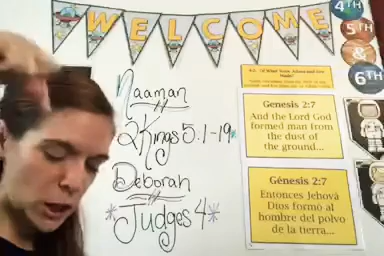 WELCOME
4TH
5TH
&
6TH
Naaman
2Kings 5:1-19
Deborah
*Judges 4*
Genesis 2:7
And the Lord God
formed man from
the dust of
the ground...
Génesis 2:7
Entonces Jehová
Dios formó al
hombre del polvo
de la tierra...